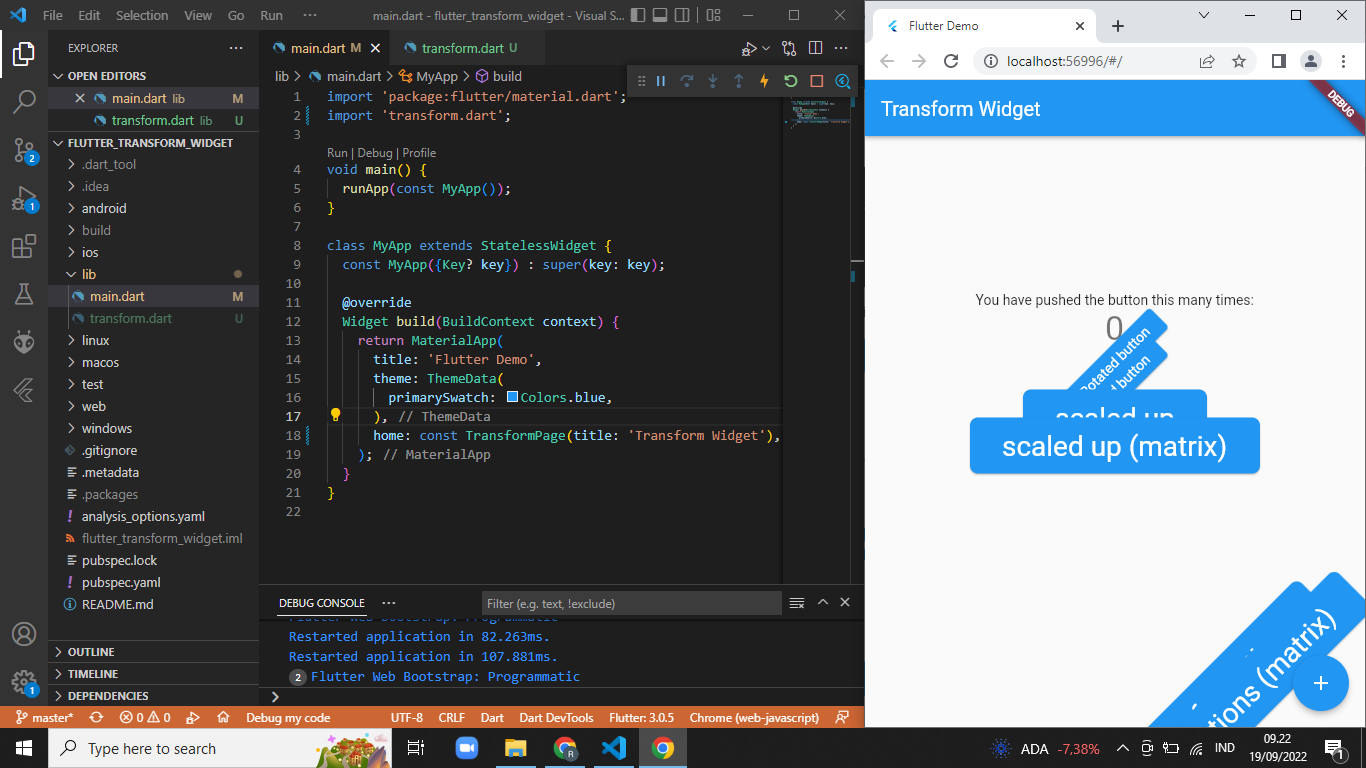 File Edit Selection View Go Run ··· main.dart - flutter_transform_widget - Visual S...
EXPLORER
OPEN EDITORS
main.dart lib M
transform.dart lib U
FLUTTER_TRANSFORM_WIDGET
.dart_tool
.idea
android
build
ios
lib
main.dart M
transform.dart U
linux
macos
test
web
windows
.gitignore
.metadata
.packages
analysis_options.yaml
flutter_transform_widget.iml
pubspec.lock
pubspec.yaml
README.md
OUTLINE
TIMELINE
DEPENDENCIES
2
1
1
main.dart M transform.dart U
lib > main.dart > MyApp > build
1 import 'package:flutter/material.dart';
2 import 'transform.dart';
3
Run | Debug | Profile
4 void main() {
5 runApp(const MyApp());
6 }
7
8 class MyApp extends StatelessWidget {
9 const MyApp({Key? key}) : super(key: key);
10
11 @override
12 Widget build(BuildContext context) {
13 return MaterialApp(
14 title: 'Flutter Demo',
15 theme: ThemeData(
16 primarySwatch: Colors.blue,
17 ), // ThemeData
18 home: const TransformPage(title: 'Transform Widget'),
19 ); // MaterialApp
20 }
21 }
22
DEBUG CONSOLE ··· Filter (e.g. text, !exclude)
Flutter Web Bootstrap: Programmatic
Restarted application in 82.263ms.
Restarted application in 107.881ms.
2 Flutter Web Bootstrap: Programmatic
master* 0 0 Debug my code UTF-8 CRLF Dart Dart DevTools Flutter: 3.0.5 Chrome (web-javascript)
Flutter Demo
localhost:56996/#/
Transform Widget
DEBUG
You have pushed the button this many times:
0
Rotated button
button
scaled up
scaled up (matrix)
tions (matrix)
+
Type here to search
R
ADA -7,38% IND 09.22
19/09/2022
1